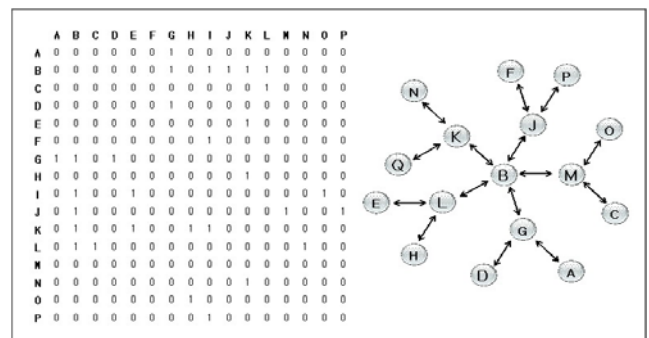 A B C D E F G H I J K L M N O P
A 0 0 0 0 0 0 1 0 0 0 0 0 0 0 0 0
B 0 0 0 0 0 0 1 0 1 1 1 1 0 0 0 0
C 0 0 0 0 0 0 0 0 0 0 0 1 0 0 0 0
D 0 0 0 0 0 0 1 0 0 0 0 0 0 0 0 0
E 0 0 0 0 0 0 0 0 0 0 1 0 0 0 0 0
F 0 0 0 0 0 0 0 0 1 0 0 0 0 0 0 0
G 1 1 0 1 0 0 0 0 0 0 0 0 0 0 0 0
H 0 0 0 0 0 0 0 0 0 0 1 0 0 0 0 0
I 0 1 0 0 1 0 0 0 0 0 0 0 0 0 1 0
J 0 1 0 0 0 0 0 0 0 0 0 0 1 0 0 1
K 0 1 0 0 1 0 0 1 1 0 0 0 0 0 0 0
L 0 1 1 0 0 0 0 0 0 0 0 0 0 1 0 0
M 0 0 0 0 0 0 0 0 0 0 0 0 0 0 0 0
N 0 0 0 0 0 0 0 0 0 0 1 0 0 0 0 0
O 0 0 0 0 0 0 0 1 0 0 0 0 0 0 0 0
P 0 0 0 0 0 0 0 0 1 0 0 0 0 0 0 0
F P
N
J O
K
Q B M
E L
C
G
H
D A